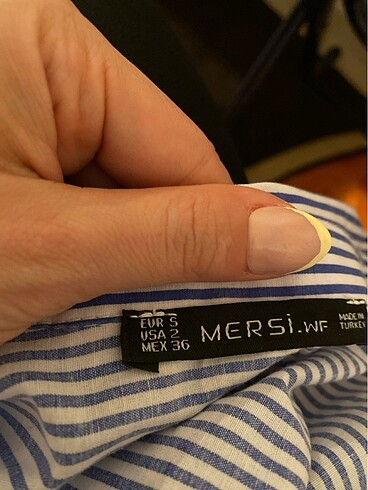 EUR S
USA 2
MEX 36
MERSİ.WF
MADE IN
TURKEY